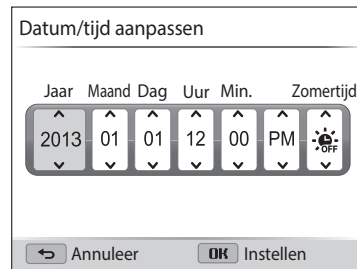 Datum/tijd aanpassen
Jaar Maand Dag Uur Min. Zomertijd
2013 01 01 12 00 PM OFF
Annuleer OK Instellen